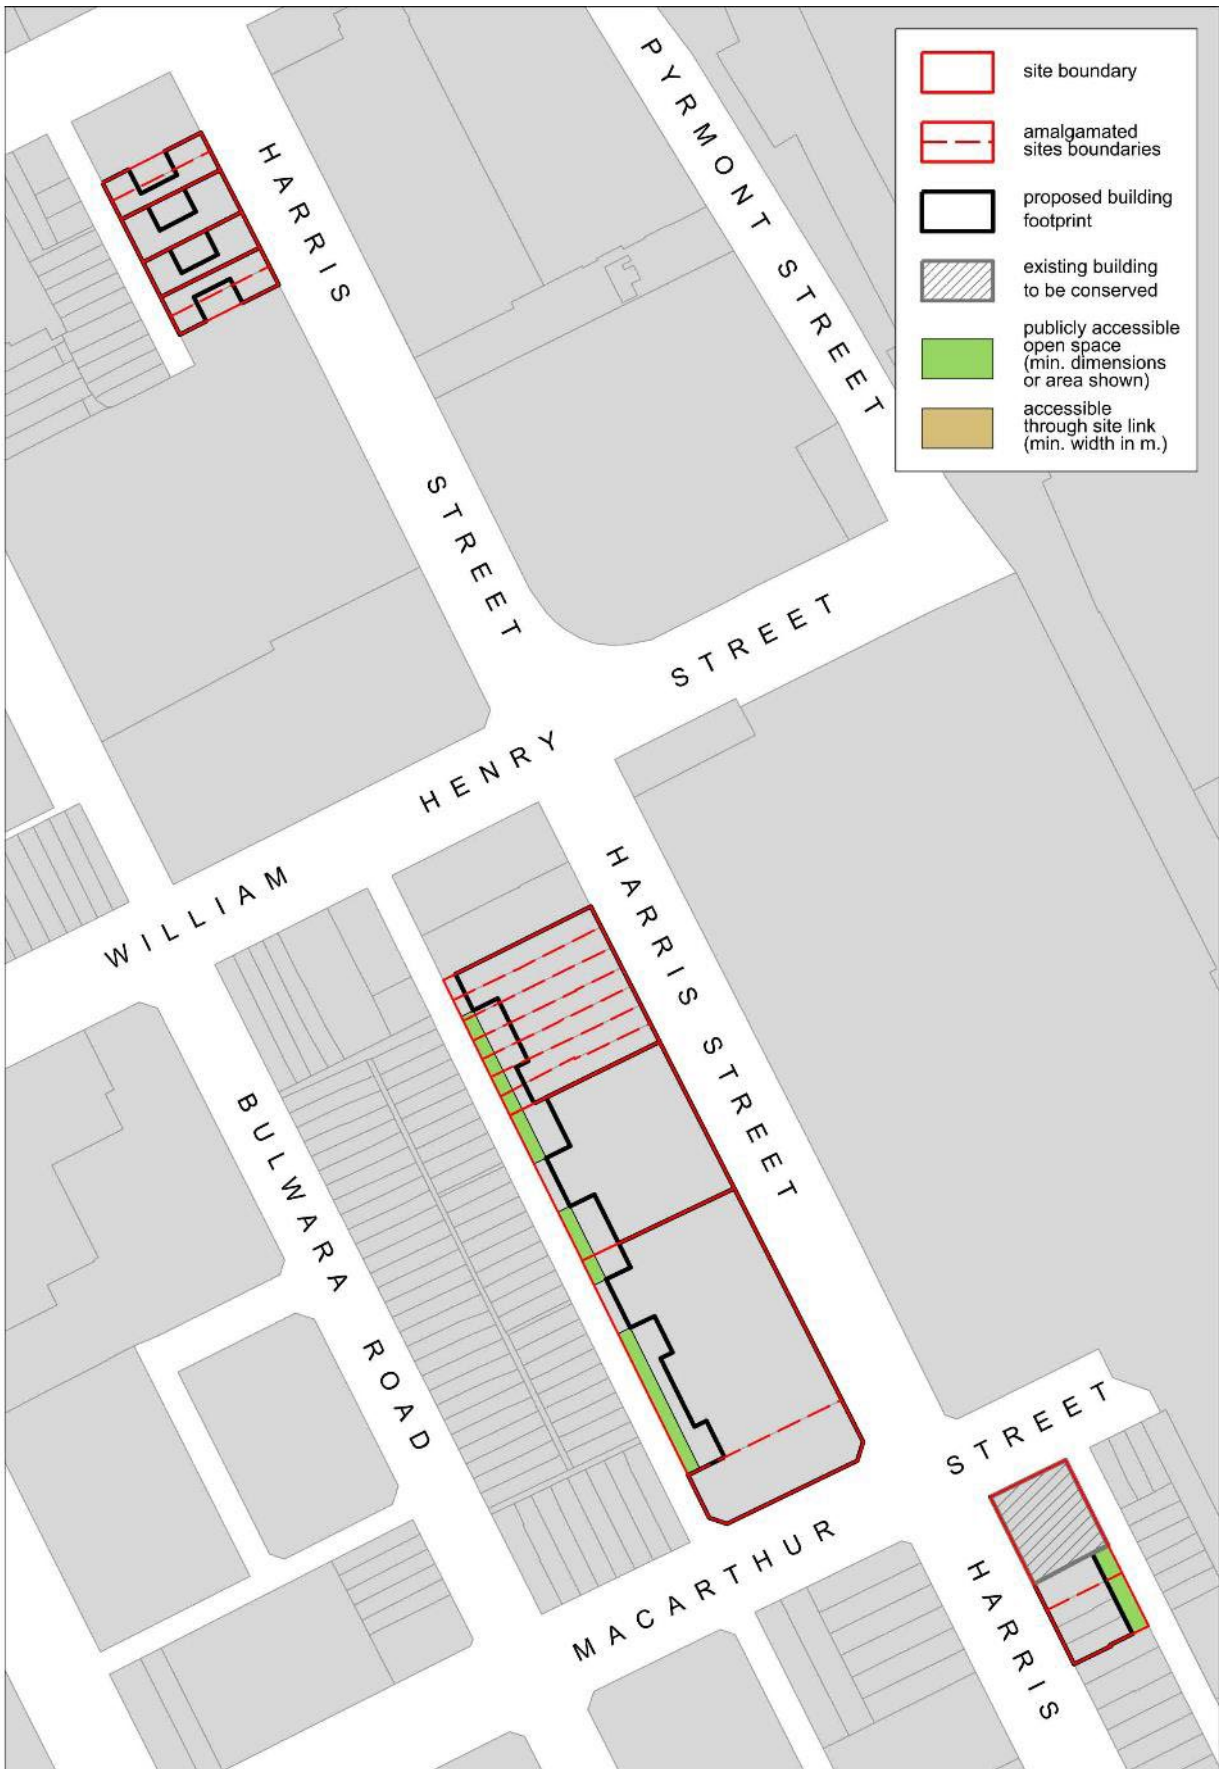 PYRMONT STREET
HARRIS
STREET
WILLIAM HENRY STREET
HARRIS STREET
BULWARA ROAD
MACARTHUR STREET
HARRIS
site boundary
amalgamated
sites boundaries
proposed building
footprint
existing building
to be conserved
publicly accessible
open space
(min. dimensions
or area shown)
accessible
through site link
(min. width in m.)